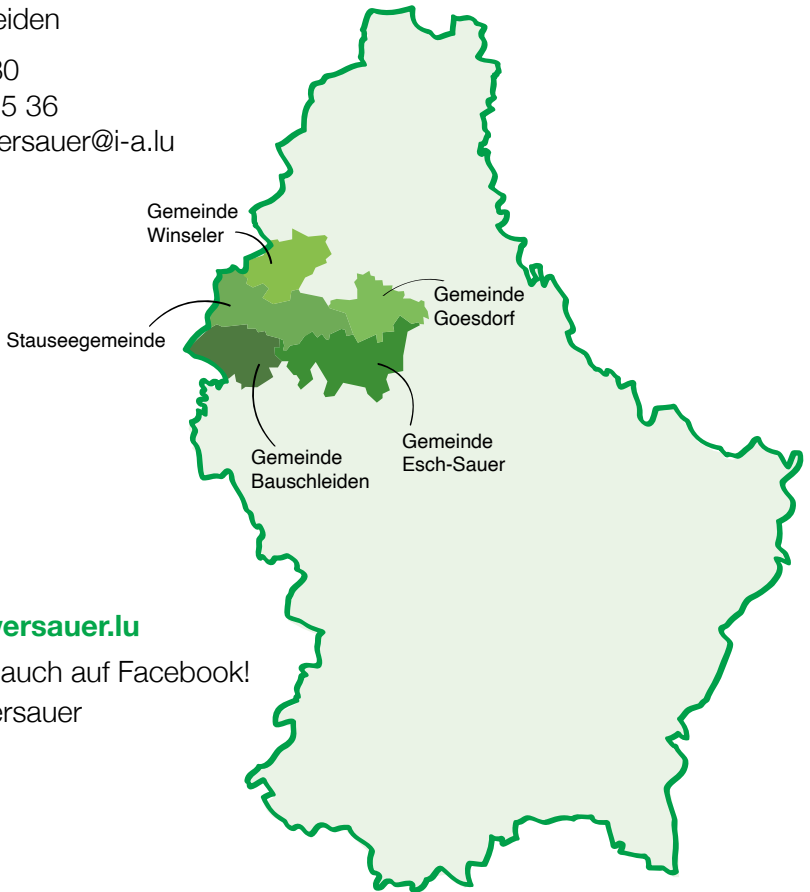 eiden
30
5 36
ersauer@i-a.lu
Gemeinde
Winseler
Gemeinde
Goesdorf
Stauseegemeinde
Gemeinde
Esch-Sauer
Gemeinde
Bauschleiden
versauer.lu
auch auf Facebook!
ersauer